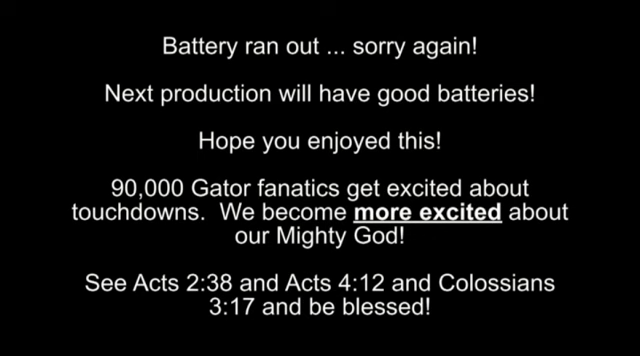 Battery ran out ... sorry again!
Next production will have good batteries!
Hope you enjoyed this!
90,000 Gator fanatics get excited about
touchdowns.  We become more excited about
our Mighty God!
See Acts 2:38 and Acts 4:12 and Colossians
3:17 and be blessed!